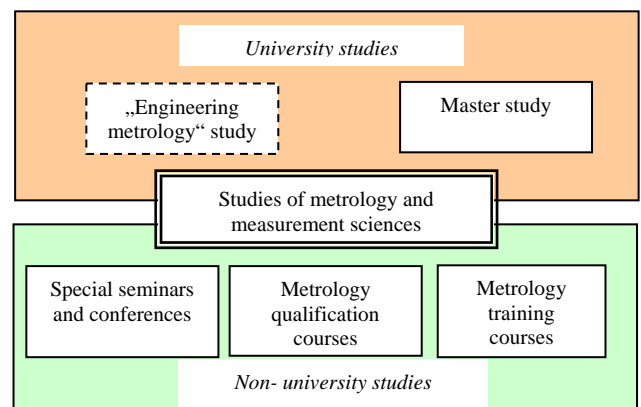 University studies
„Engineering
metrology“ study
Master study
Studies of metrology and
measurement sciences
Special seminars
and conferences
Metrology
qualification
courses
Metrology
training
courses
Non- university studies